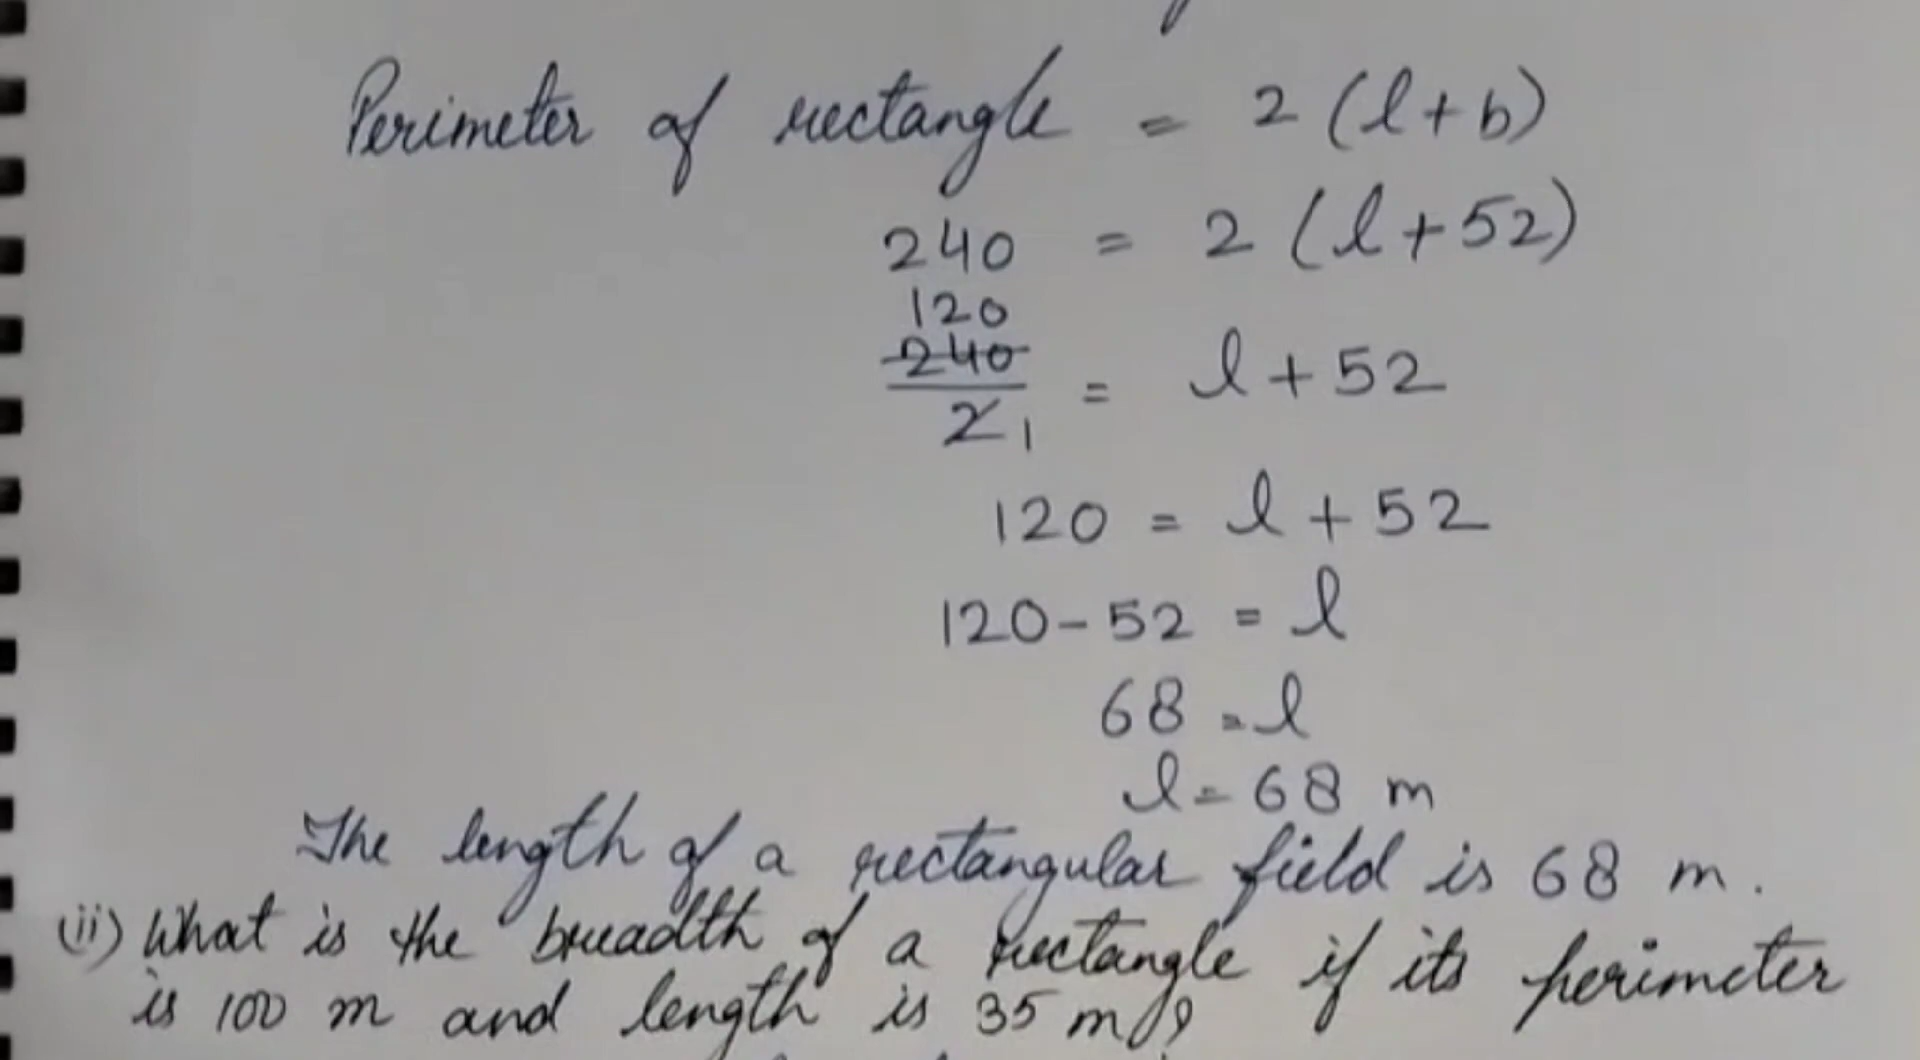 Perimeter of rectangle = 2 (l+b)
240 = 2 (l+52)
120
240
2 1 = l+52
120 = l+52
120-52 = l
68 = l
l = 68 m
The length of a rectangular field is 68 m.
(ii) What is the breadth of a rectangle if its perimeter
is 100 m and length is 35 m?